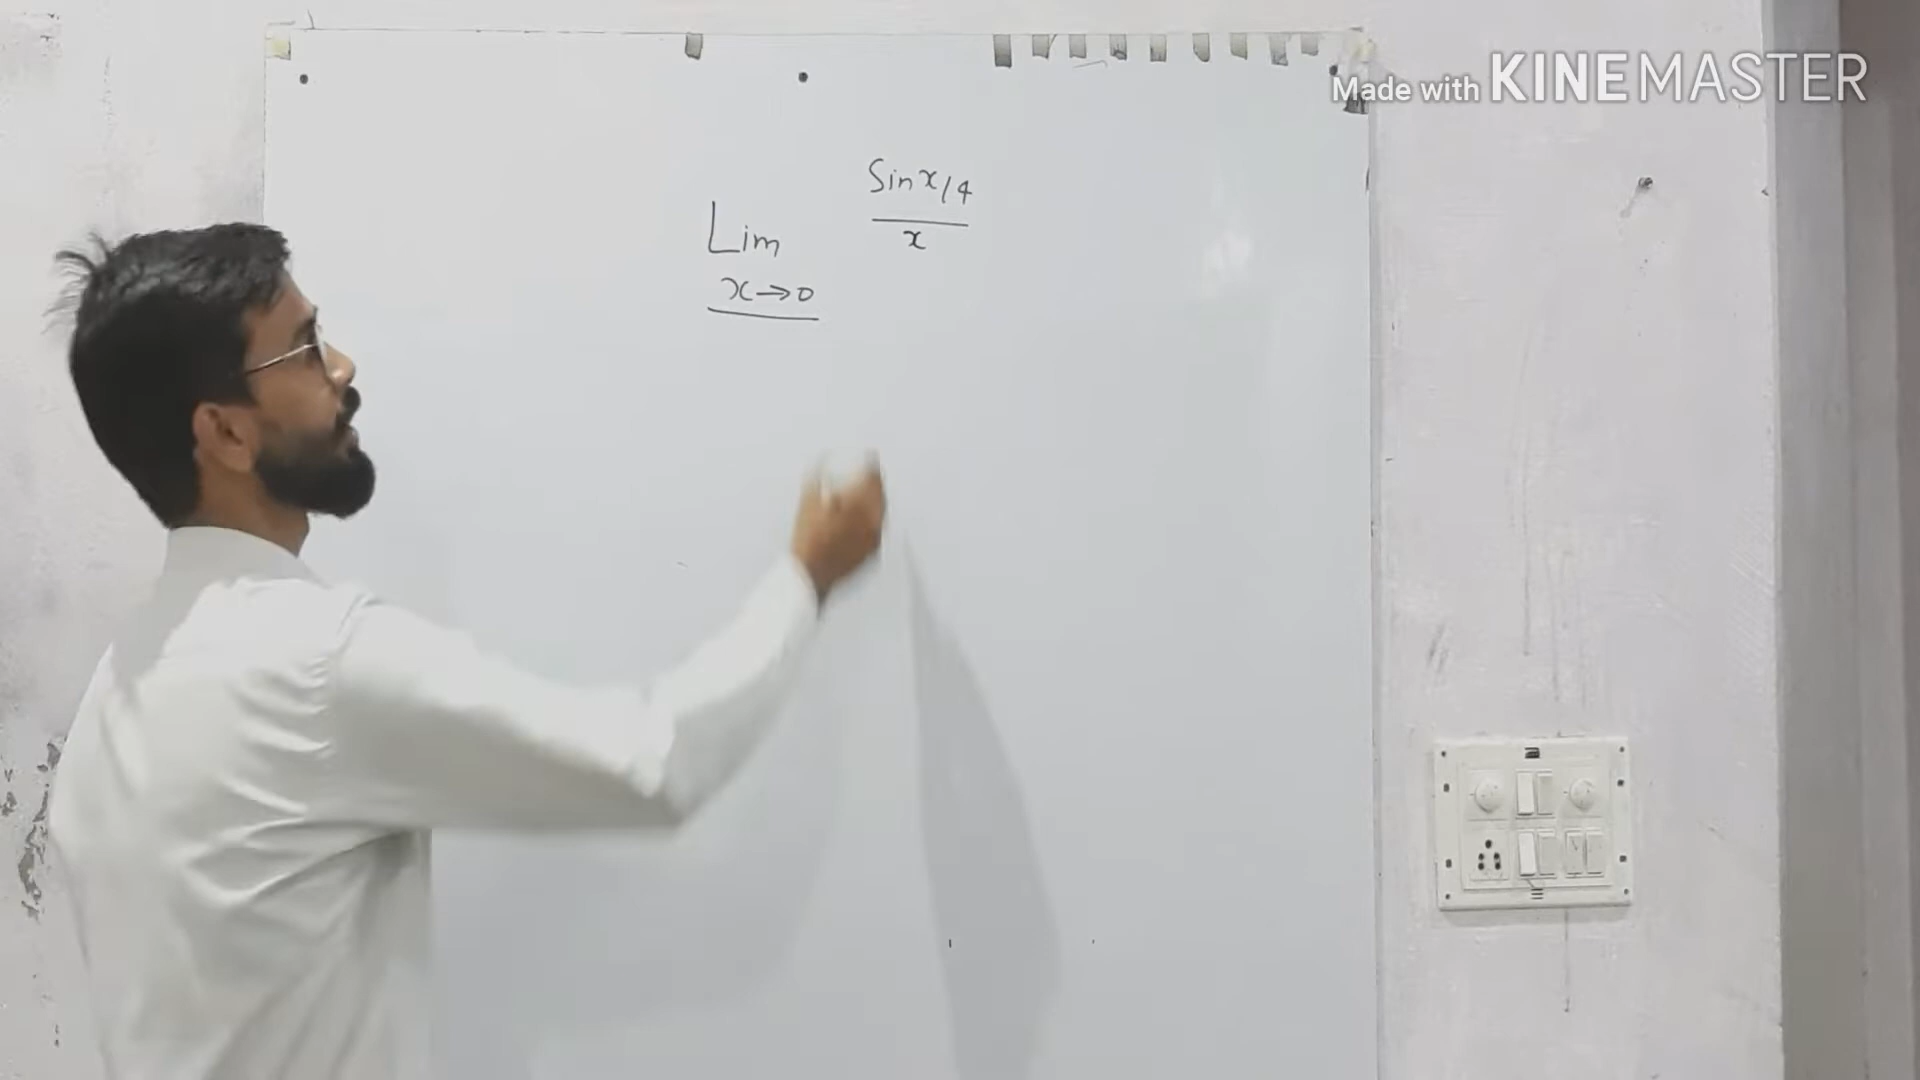 Made with KINEMASTER
Sin x/4
Lim
x
x→0